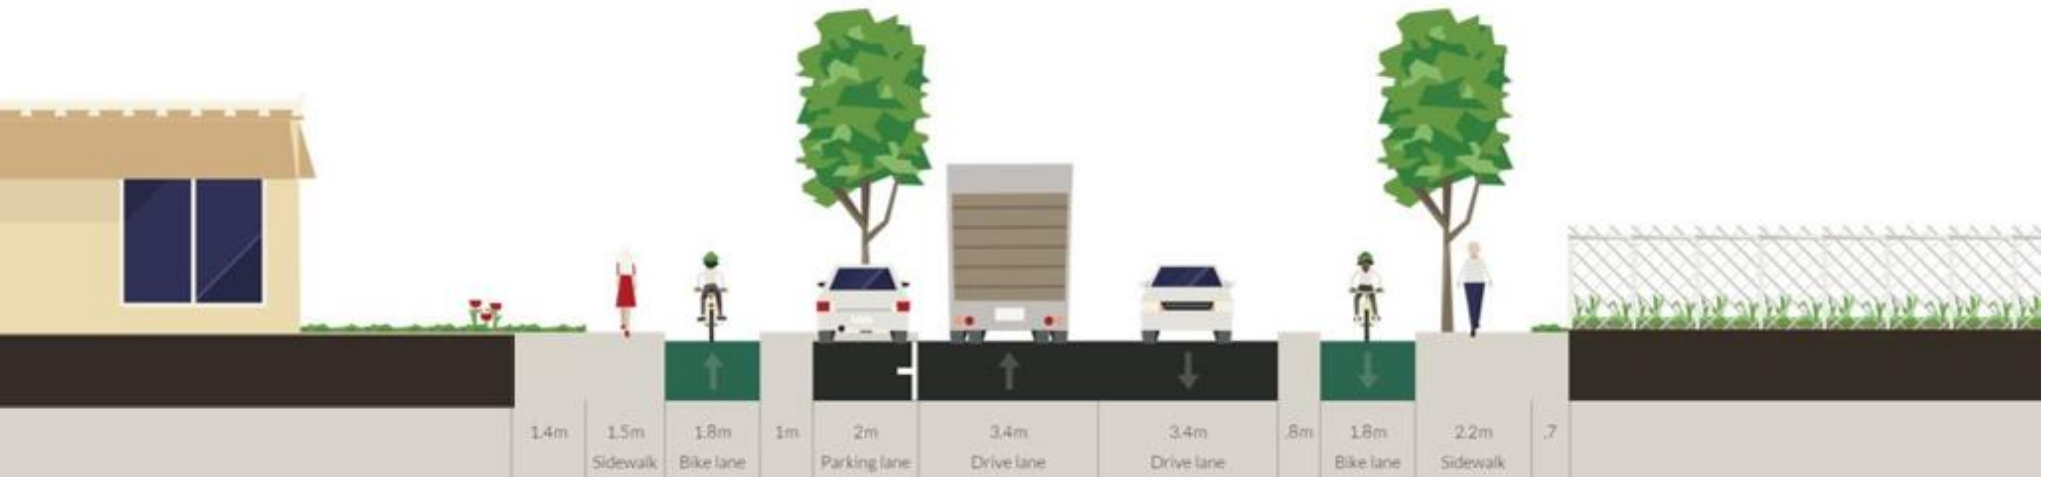 1.4m 1.5m 1.8m 1m 2m 3.4m 3.4m .8m 1.8m 2.2m .7
Sidewalk Bike lane Parking lane Drive lane Drive lane Bike lane Sidewalk